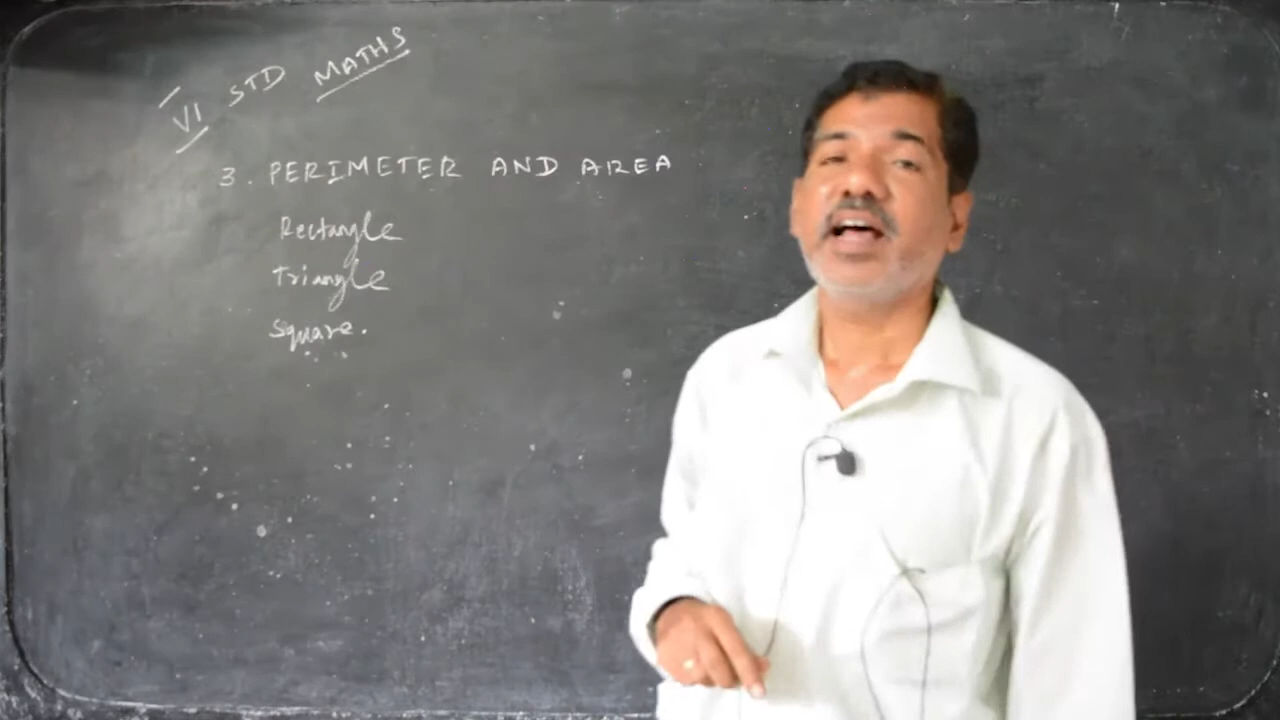 VI STD MATHS
3. PERIMETER AND AREA
Rectangle
Triangle
Square.